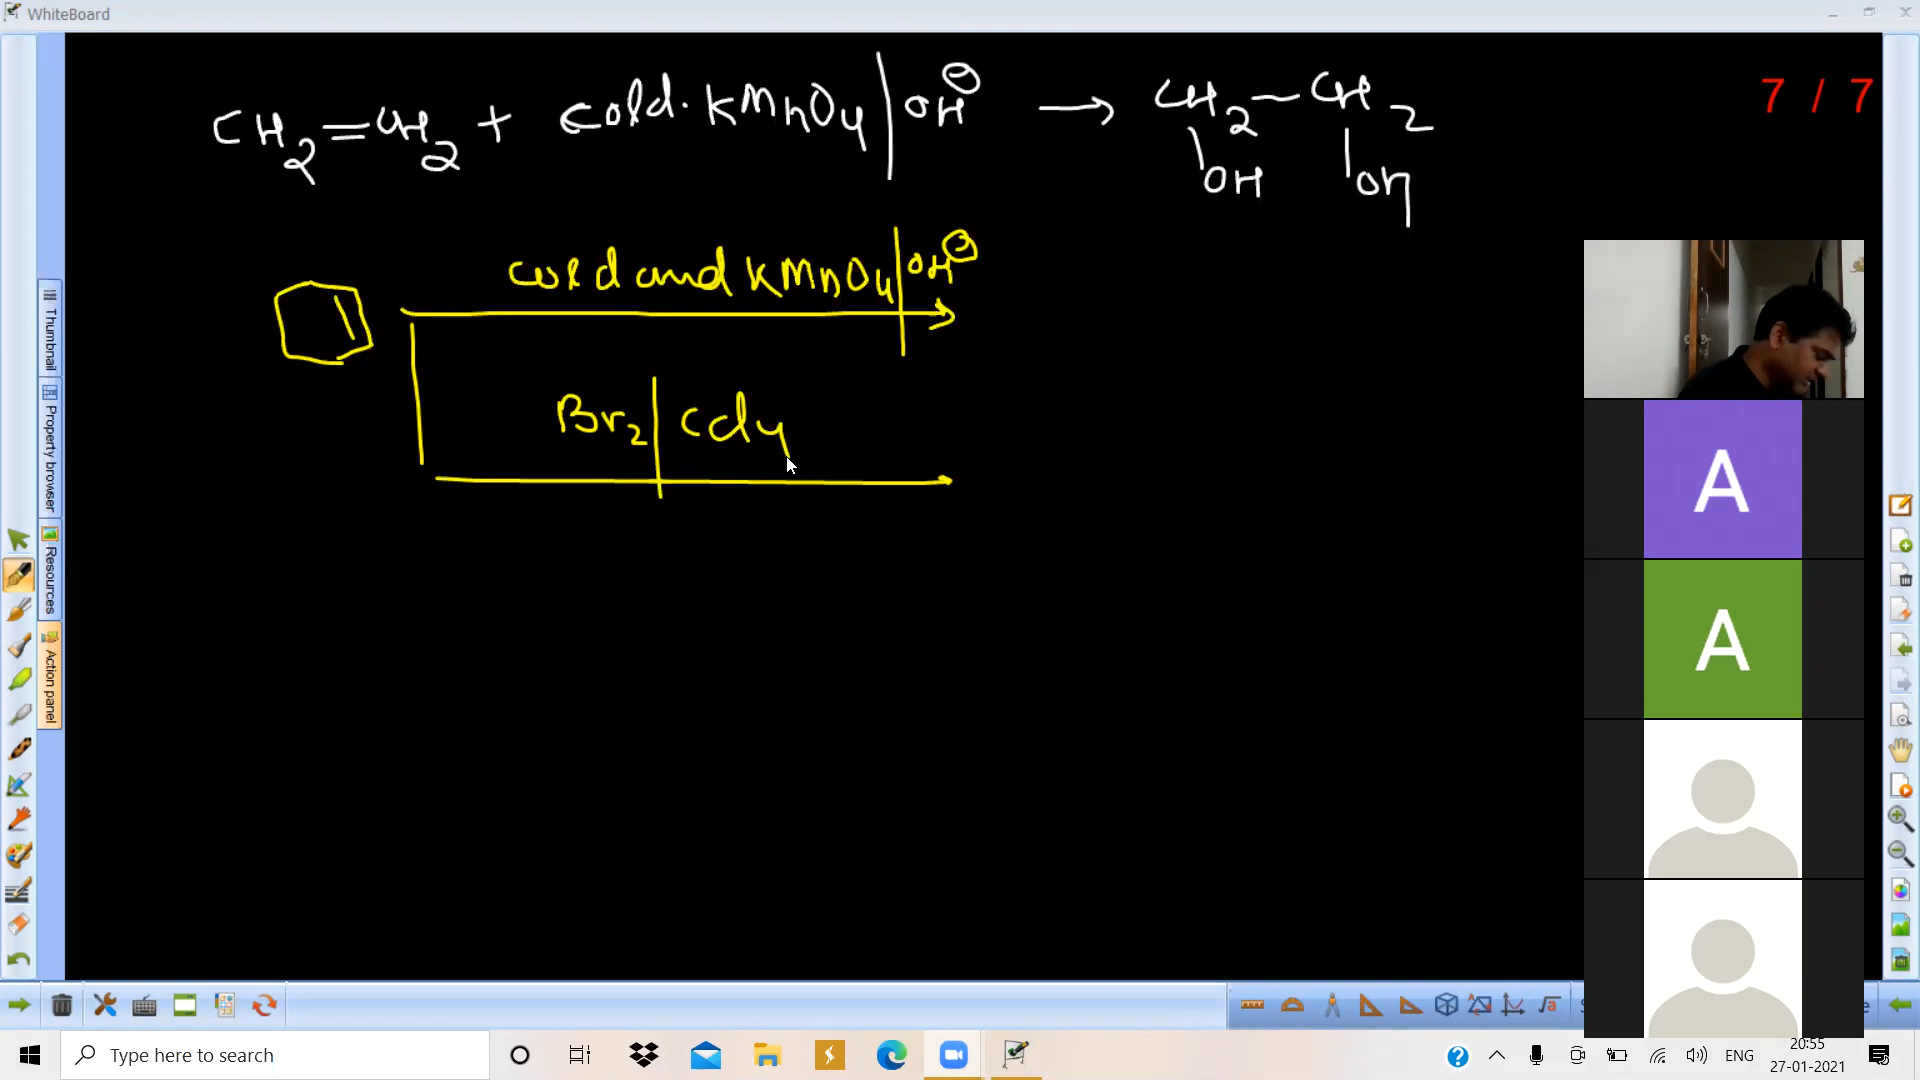 WhiteBoard
7 / 7
CH2=CH2 + cold. KMnO4 | OH⊖ → CH2–CH2
OH OH
cold and KMnO4 | OH⊖
Br2 | CCl4
Thumbnail
Property browser
Resources
Action panel
A
A
Type here to search
ENG
20:55
27-01-2021